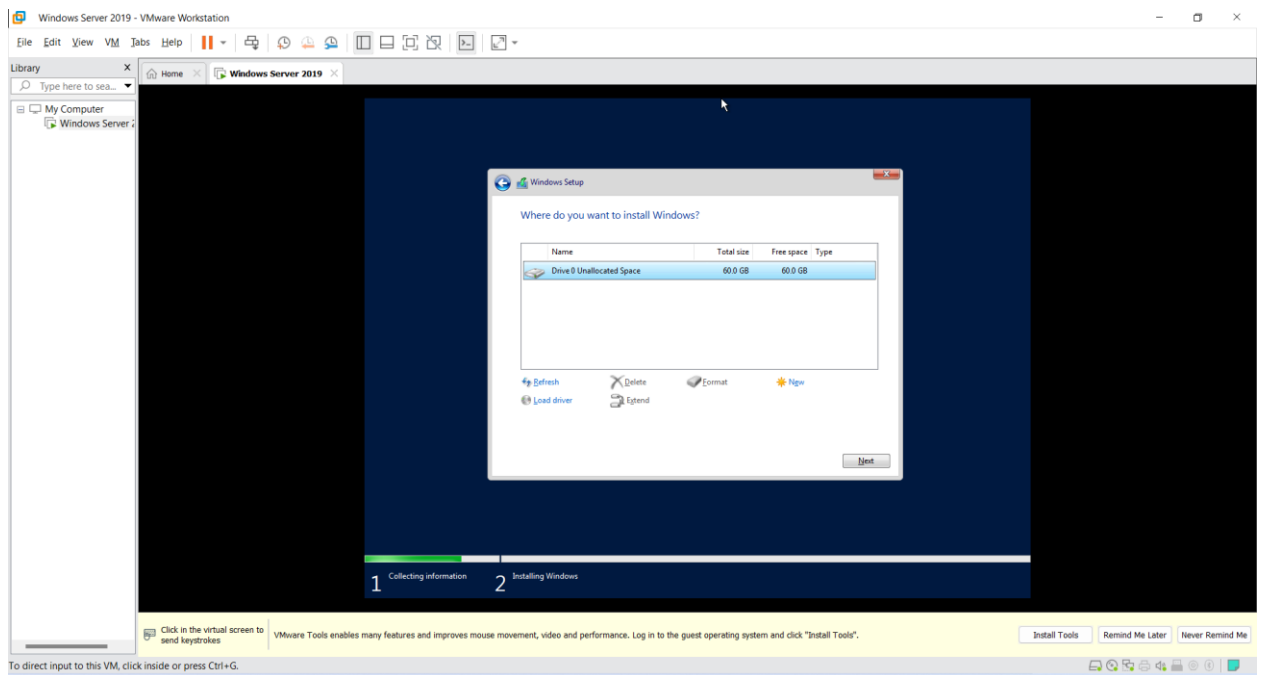 Windows Server 2019 - VMware Workstation
File Edit View VM Tabs Help
Library X
Home Windows Server 2019
Type here to sea...
My Computer
Windows Server 2
Windows Setup
Where do you want to install Windows?
Name Total size Free space Type
Drive 0 Unallocated Space 60.0 GB 60.0 GB
Refresh Delete Format New
Load driver Extend
Next
1 Collecting information 2 Installing Windows
Click in the virtual screen to
send keystrokes
VMware Tools enables many features and improves mouse movement, video and performance. Log in to the guest operating system and click "Install Tools".
Install Tools Remind Me Later Never Remind Me
To direct input to this VM, click inside or press Ctrl+G.